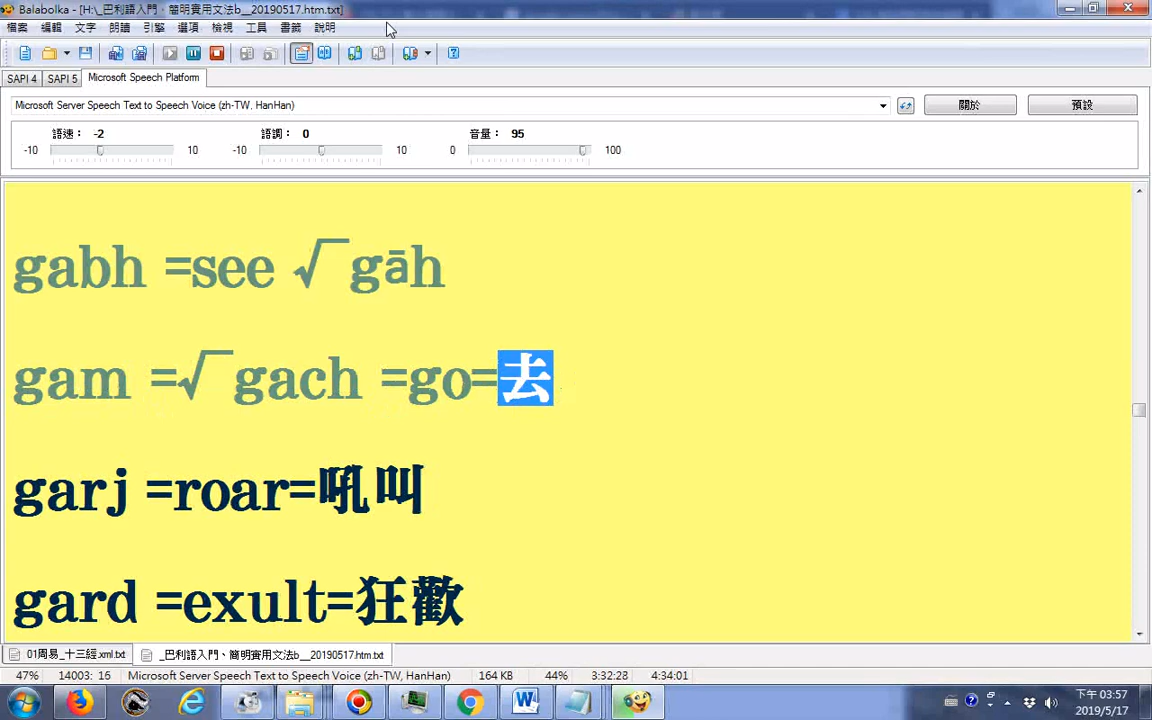 Balabolka - [H:\_巴利語入門、簡明實用文法b__20190517.htm.txt]
檔案 編輯 文字 朗讀 引擎 選項 檢視 工具 書籤 說明
SAPI 4 SAPI 5 Microsoft Speech Platform
Microsoft Server Speech Text to Speech Voice (zh-TW, HanHan) 關於 預設
語速： -2 語調： 0 音量： 95
-10 10 -10 10 0 100
gabh =see √ gāh
gam =√ gach =go=去
garj =roar=吼叫
gard =exult=狂歡
01周易_十三經.xml.txt _巴利語入門、簡明實用文法b__20190517.htm.txt
47% 14003: 16 Microsoft Server Speech Text to Speech Voice (zh-TW, HanHan) 164 KB 44% 3:32:28 4:34:01
下午 03:57
2019/5/17